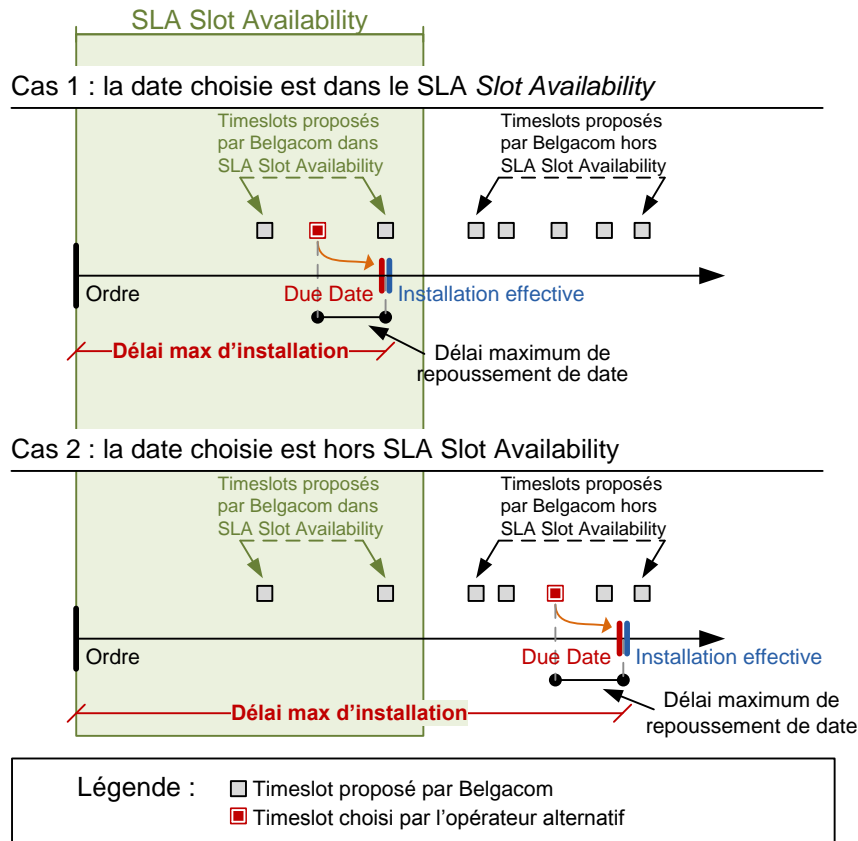 SLA Slot Availability
Cas 1 : la date choisie est dans le SLA Slot Availability
Timeslots proposés
par Belgacom dans
SLA Slot Availability
Timeslots proposés
par Belgacom hors
SLA Slot Availability
Ordre
Due Date
Installation effective
Délai max d'installation
Délai maximum de
repoussement de date
Cas 2 : la date choisie est hors SLA Slot Availability
Timeslots proposés
par Belgacom dans
SLA Slot Availability
Timeslots proposés
par Belgacom hors
SLA Slot Availability
Ordre
Due Date
Installation effective
Délai max d'installation
Délai maximum de
repoussement de date
Légende :
Timeslot proposé par Belgacom
Timeslot choisi par l'opérateur alternatif